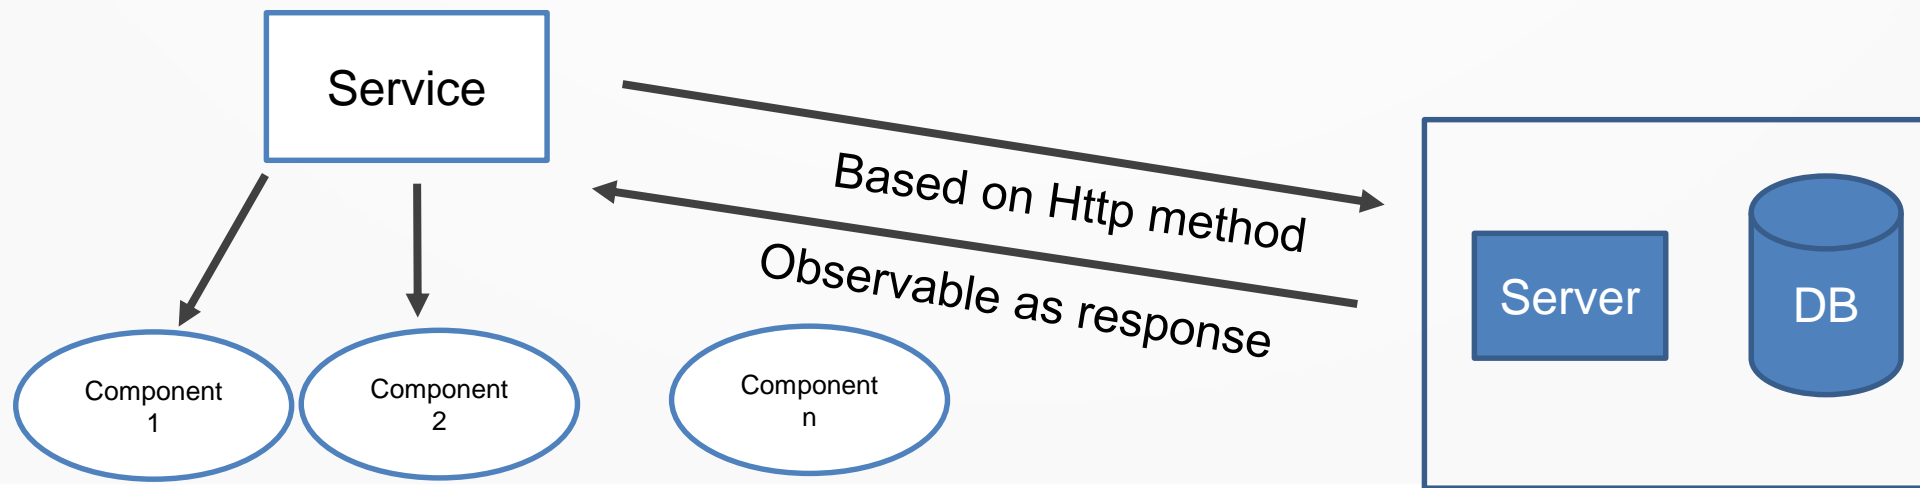 Service
Based on Http method
Observable as response
Server
DB
Component
1
Component
2
Component
n